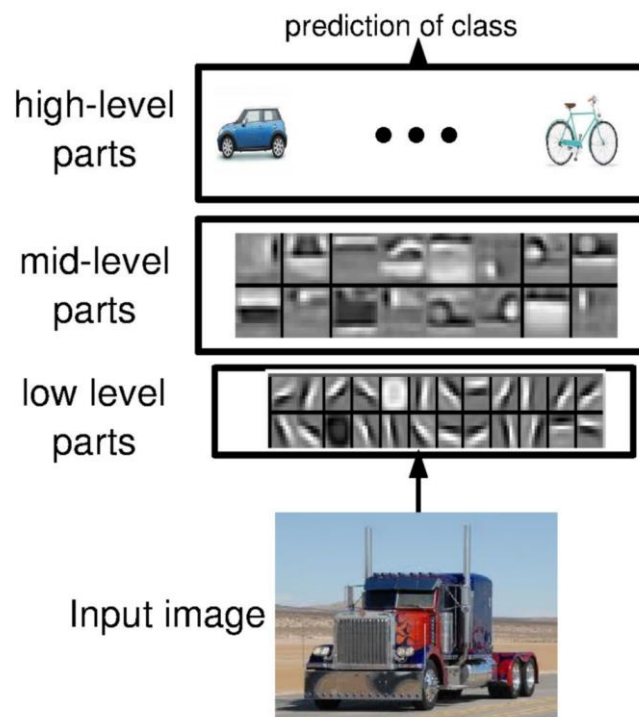 prediction of class
high-level
parts
mid-level
parts
low level
parts
Input image